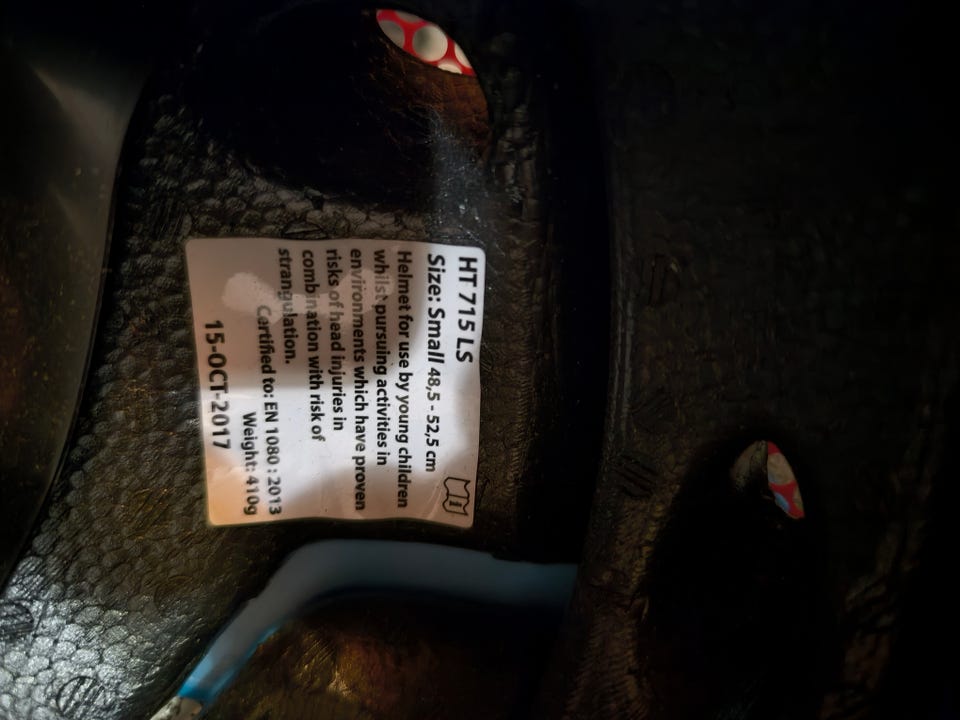 HT 715 LS
Size: Small 48,5 - 52,5 cm
Helmet for use by young children
whilst pursuing activities in
environments which have proven
risks of head injuries in
combination with risk of
strangulation.
Certified to: EN 1080 : 2013
Weight: 410g
15-OCT-2017